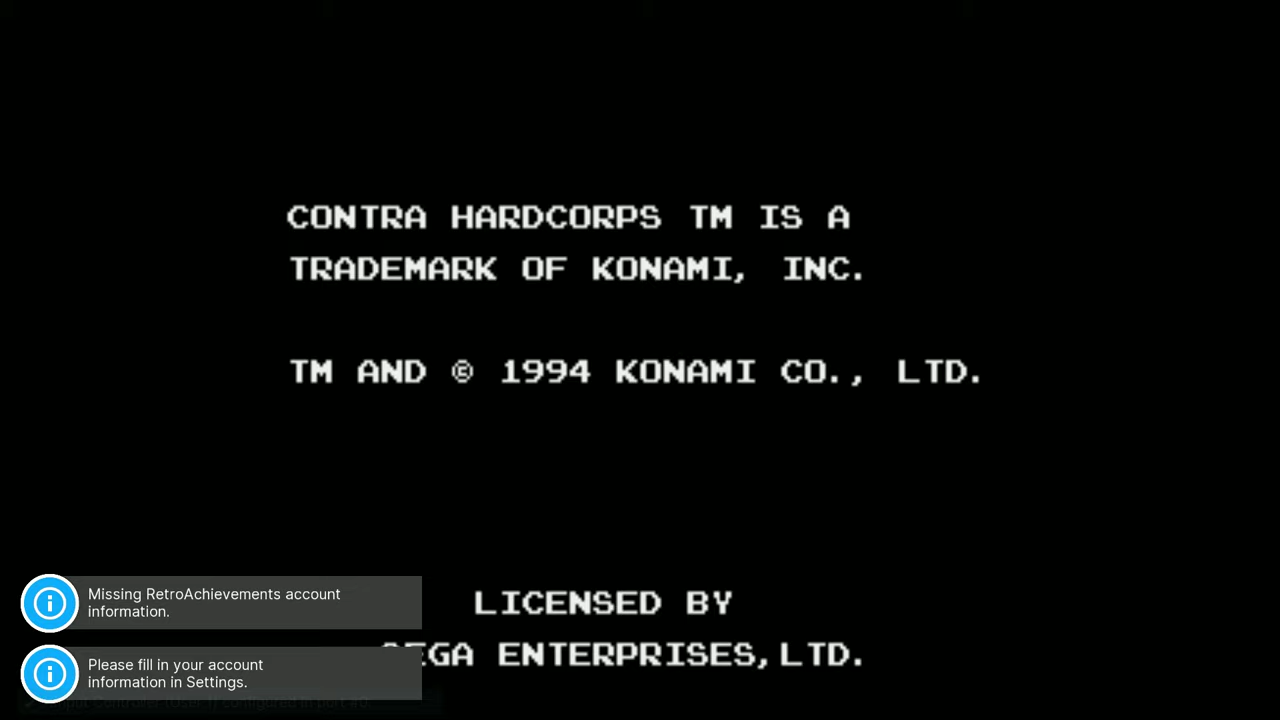 CONTRA HARDCORPS TM IS A
TRADEMARK OF KONAMI, INC.
TM AND © 1994 KONAMI CO., LTD.
LICENSED BY
SEGA ENTERPRISES,LTD.
Missing RetroAchievements account
information.
Please fill in your account
information in Settings.